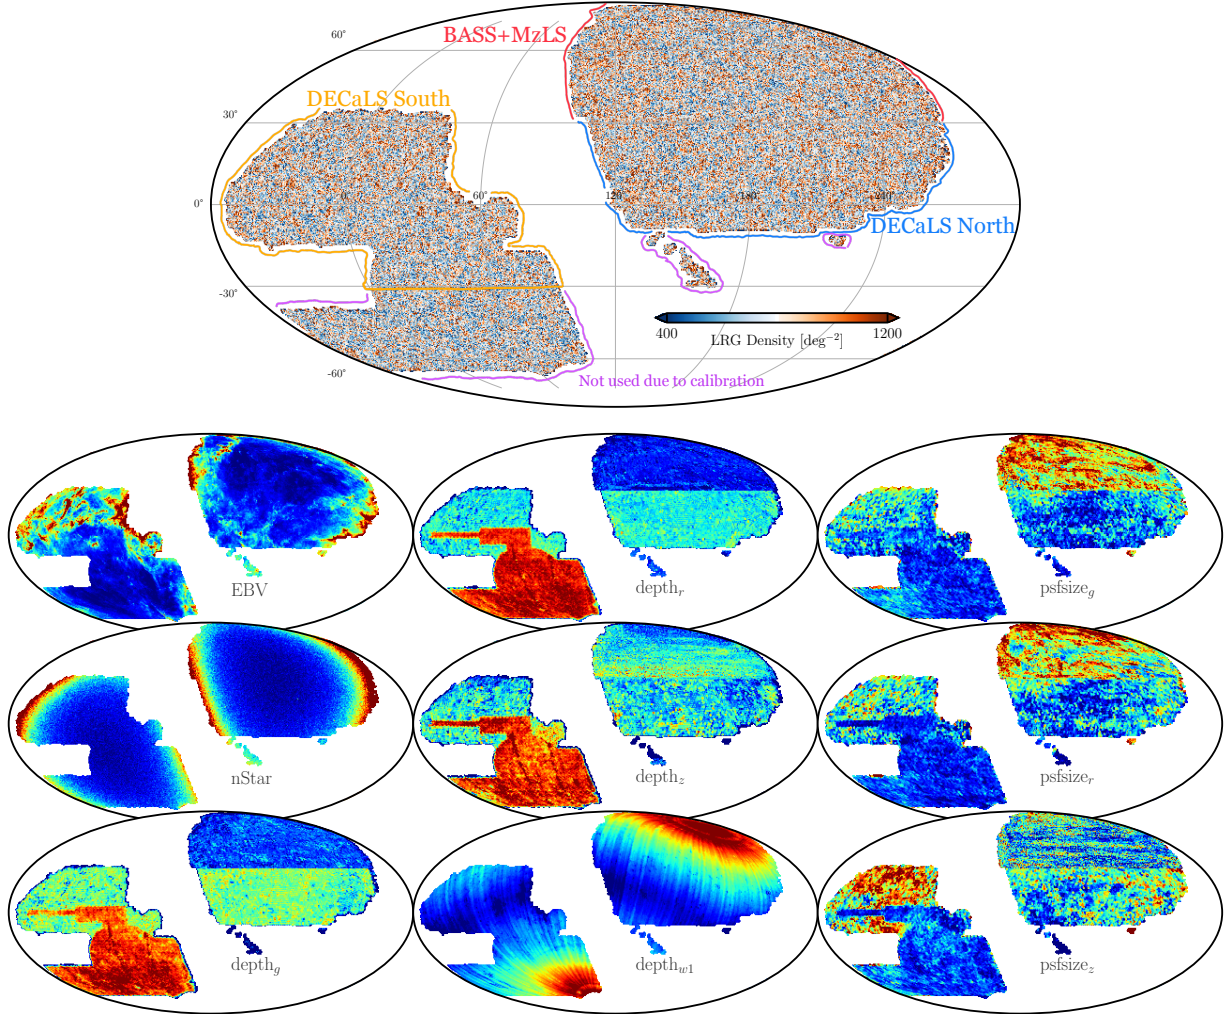 60°
BASS+MzLS
DECaLS South
30°
0°
0°
60°
120°
180°
240°
DECaLS North
-30°
400
1200
LRG Density [deg⁻²]
-60°
Not used due to calibration
EBV
depth_r
psfsize_g
nStar
depth_z
psfsize_r
depth_g
depth_w1
psfsize_z